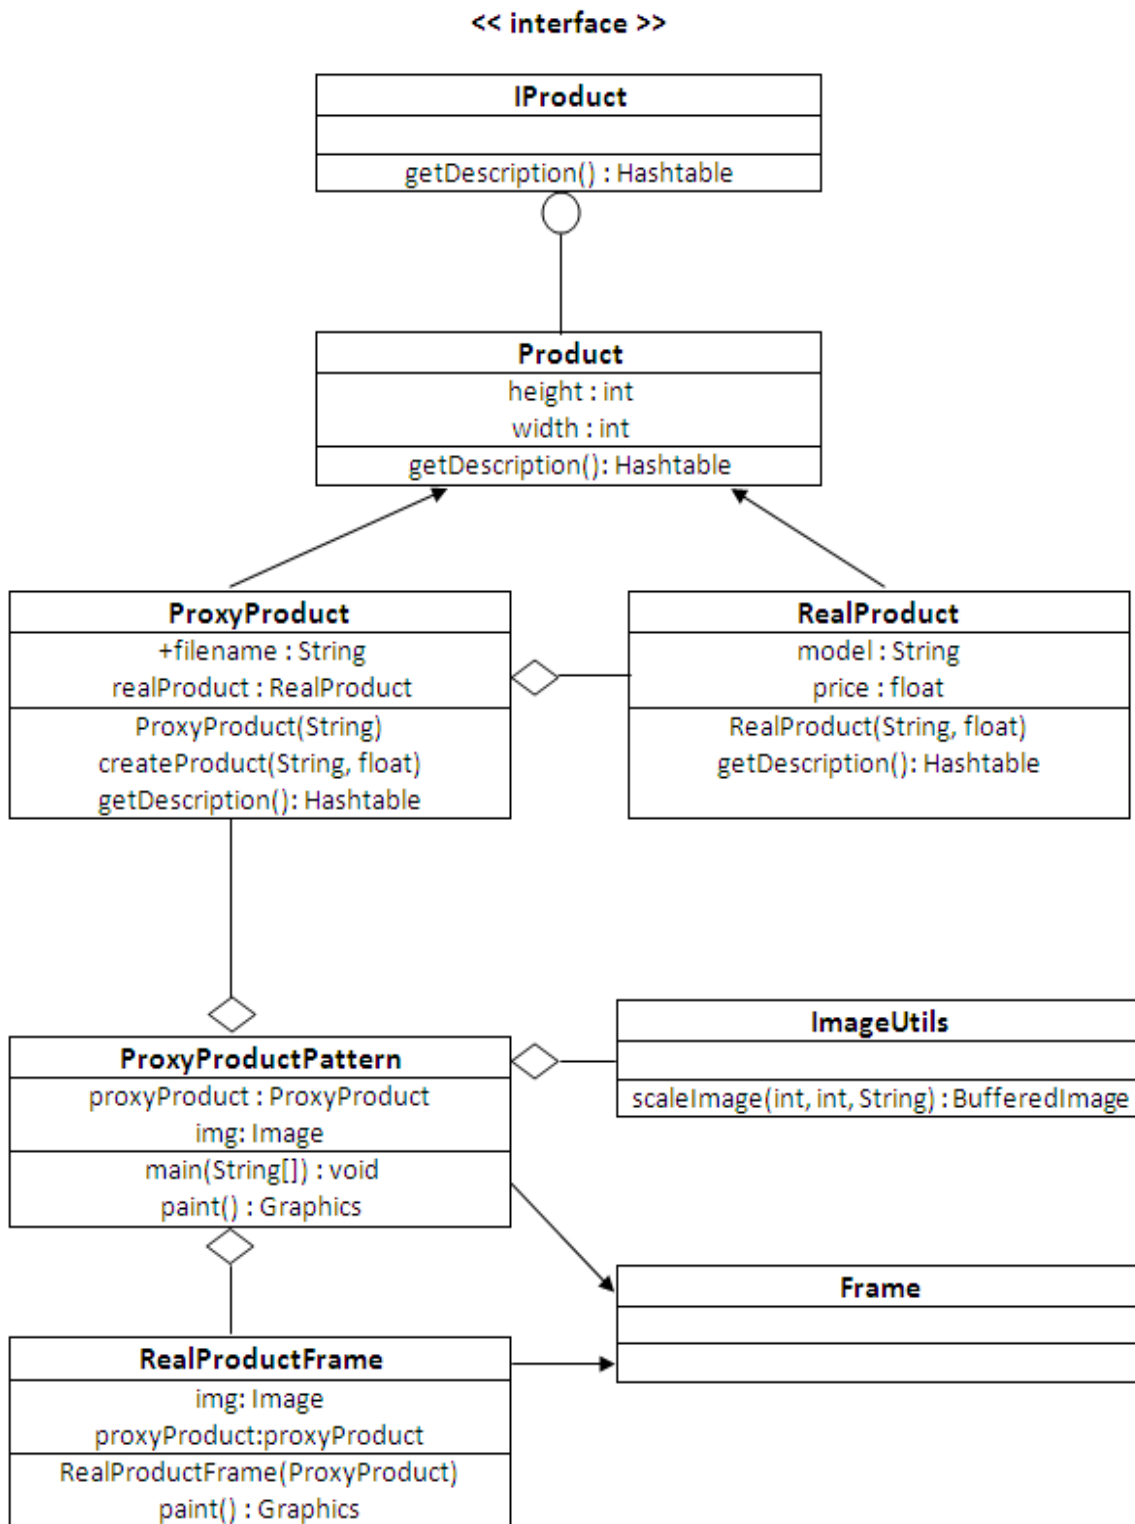 << interface >>
IProduct
getDescription() : Hashtable
Product
height : int
width : int
getDescription(): Hashtable
ProxyProduct
+filename : String
realProduct : RealProduct
ProxyProduct(String)
createProduct(String, float)
getDescription(): Hashtable
RealProduct
model : String
price : float
RealProduct(String, float)
getDescription(): Hashtable
ProxyProductPattern
proxyProduct : ProxyProduct
img: Image
main(String[]) : void
paint() : Graphics
ImageUtils
scaleImage(int, int, String) : BufferedImage
Frame
RealProductFrame
img: Image
proxyProduct:proxyProduct
RealProductFrame(ProxyProduct)
paint() : Graphics